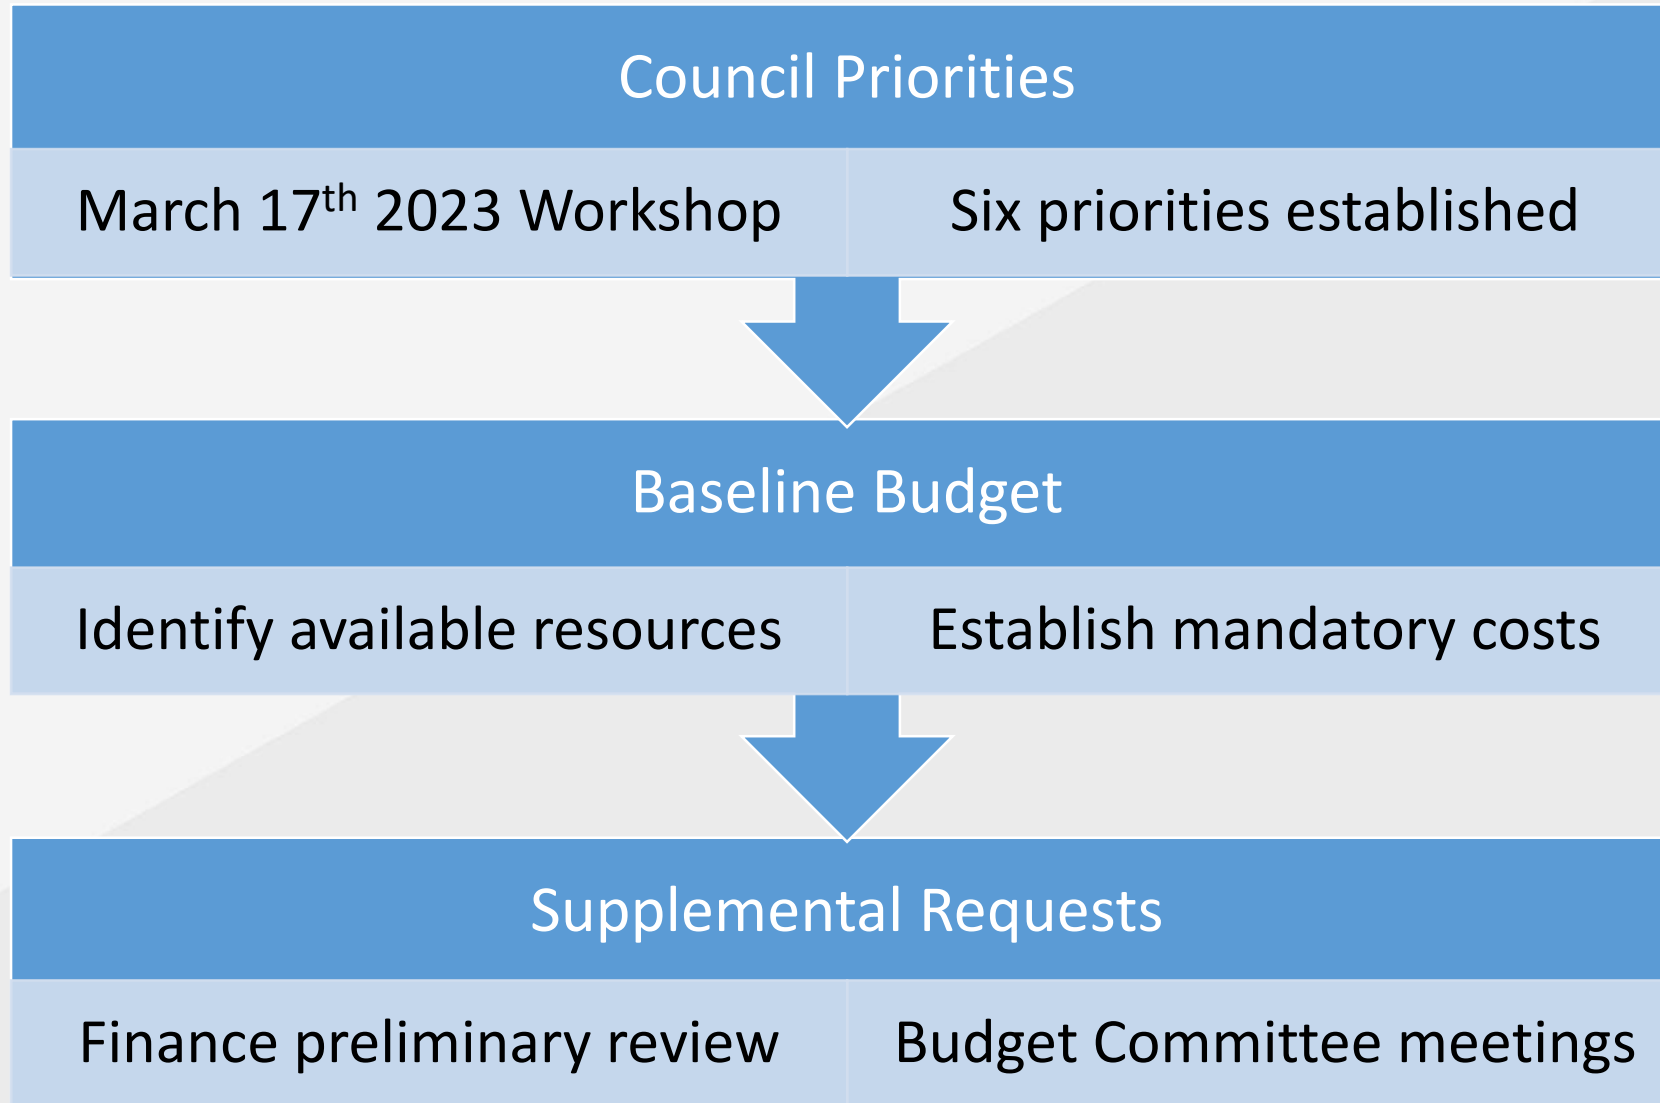 Council Priorities
March 17th 2023 Workshop
Six priorities established
Baseline Budget
Identify available resources
Establish mandatory costs
Supplemental Requests
Finance preliminary review
Budget Committee meetings